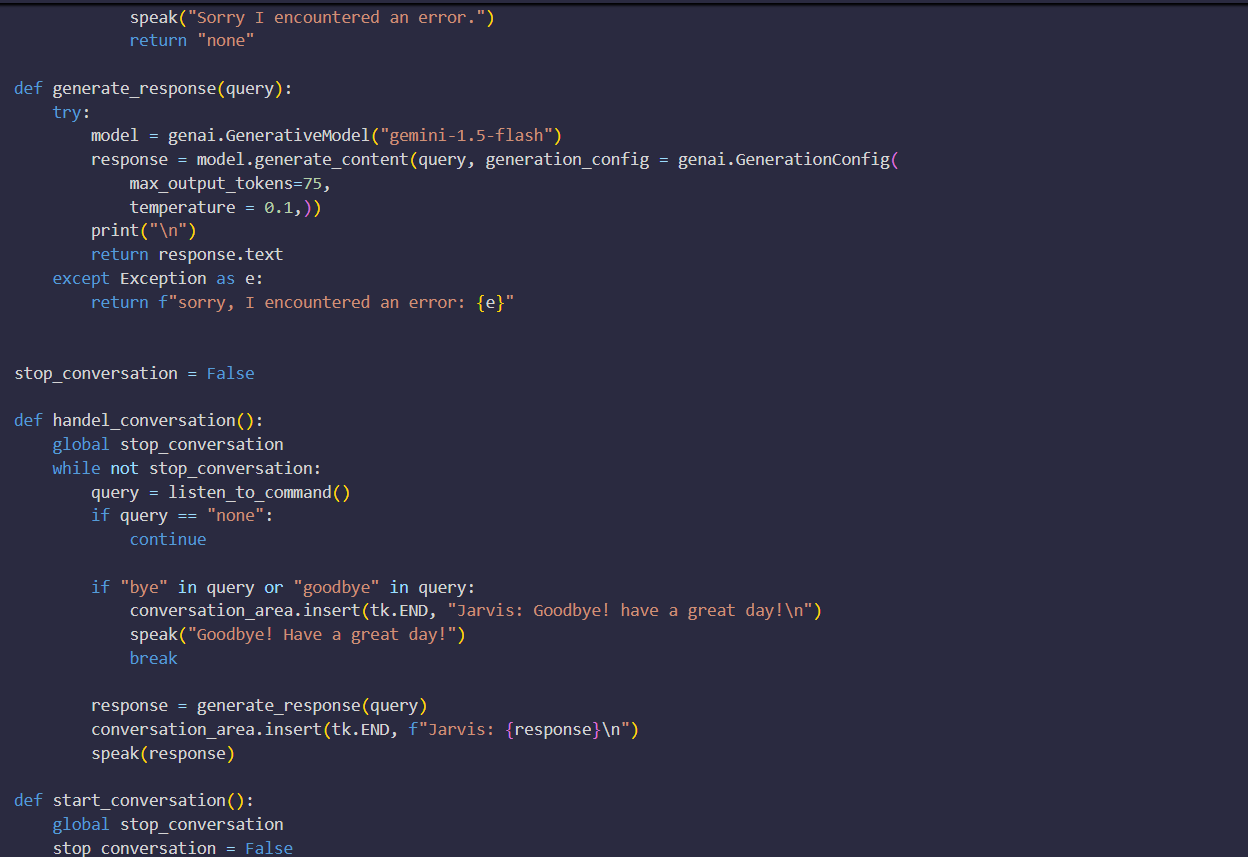 speak("Sorry I encountered an error.")
            return "none"

def generate_response(query):
    try:
        model = genai.GenerativeModel("gemini-1.5-flash")
        response = model.generate_content(query, generation_config = genai.GenerationConfig(
            max_output_tokens=75,
            temperature = 0.1,))
        print("\n")
        return response.text
    except Exception as e:
        return f"sorry, I encountered an error: {e}"


stop_conversation = False

def handel_conversation():
    global stop_conversation
    while not stop_conversation:
        query = listen_to_command()
        if query == "none":
            continue

        if "bye" in query or "goodbye" in query:
            conversation_area.insert(tk.END, "Jarvis: Goodbye! have a great day!\n")
            speak("Goodbye! Have a great day!")
            break

        response = generate_response(query)
        conversation_area.insert(tk.END, f"Jarvis: {response}\n")
        speak(response)

def start_conversation():
    global stop_conversation
    stop_conversation = False